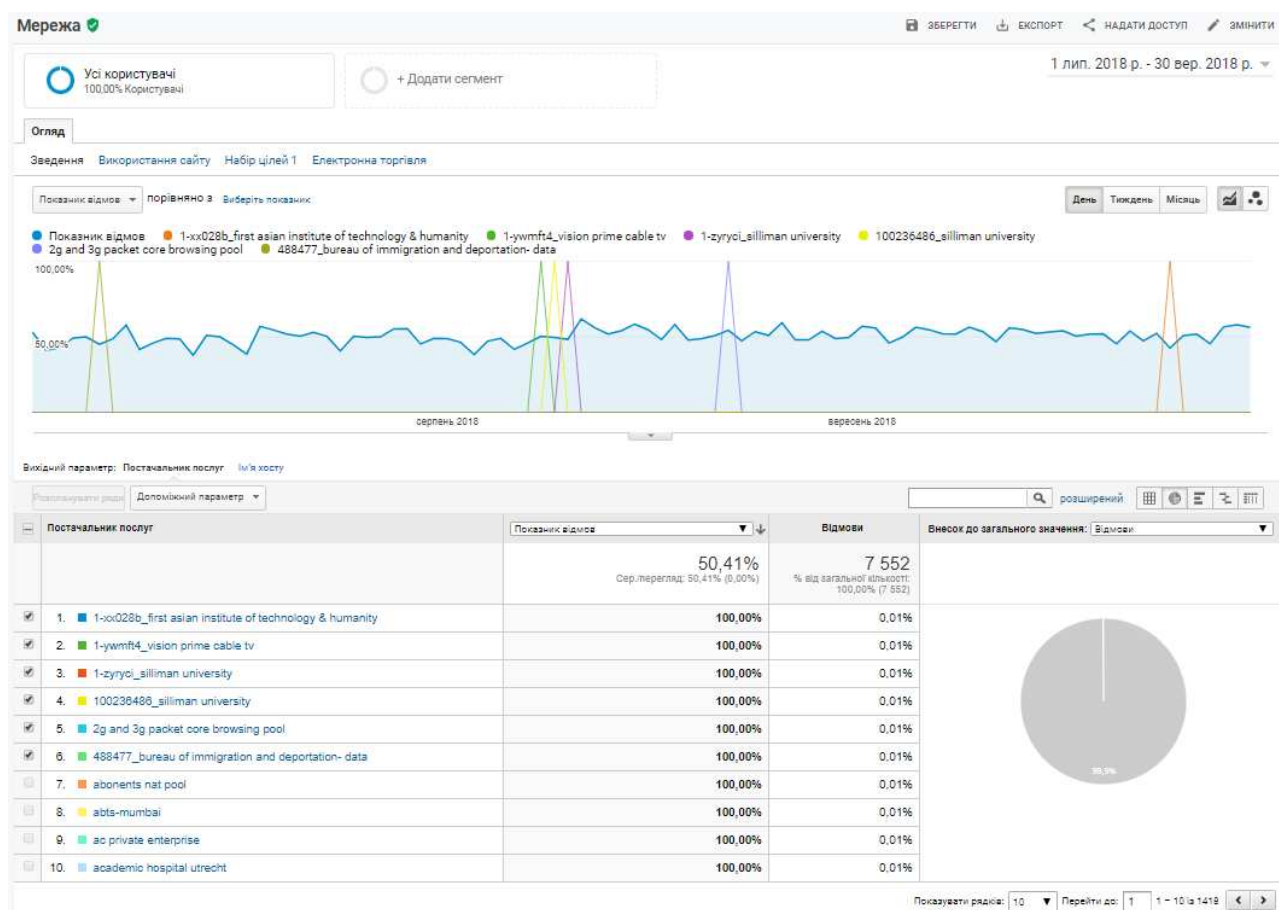 Мережа
ЗБЕРЕГТИ ЕКСПОРТ НАДАТИ ДОСТУП ЗМІНИТИ
Усі користувачі
100,00% Користувачі
+ Додати сегмент
1 лип. 2018 р. - 30 вер. 2018 р.
Огляд
Зведення Використання сайту Набір цілей 1 Електронна торгівля
Показник відмов порівняно з Виберіть показник
День Тиждень Місяць
Показник відмов 1-xx028b_first asian institute of technology & humanity 1-ywmft4_vision prime cable tv 1-zyryci_silliman university 100236486_silliman university
2g and 3g packet core browsing pool 488477_bureau of immigration and deportation- data
100,00%
50,00%
серпень 2018 вересень 2018
Вихідний параметр: Постачальник послуг Ім'я хосту
Розпланувати ряди Допоміжний параметр розширений
Постачальник послуг Показник відмов Відмови Внесок до загального значення: Відмови
50,41% 7 552
Сер./перегляд: 50,41% (0,00%) % від загальної кількості:
100,00% (7 552)
1. 1-xx028b_first asian institute of technology & humanity 100,00% 0,01%
2. 1-ywmft4_vision prime cable tv 100,00% 0,01%
3. 1-zyryci_silliman university 100,00% 0,01%
4. 100236486_silliman university 100,00% 0,01%
5. 2g and 3g packet core browsing pool 100,00% 0,01%
6. 488477_bureau of immigration and deportation- data 100,00% 0,01%
99,9%
7. abonents nat pool 100,00% 0,01%
8. abts-mumbai 100,00% 0,01%
9. ac private enterprise 100,00% 0,01%
10. academic hospital utrecht 100,00% 0,01%
Показувати рядків: 10 Перейти до: 1 1 – 10 із 1419